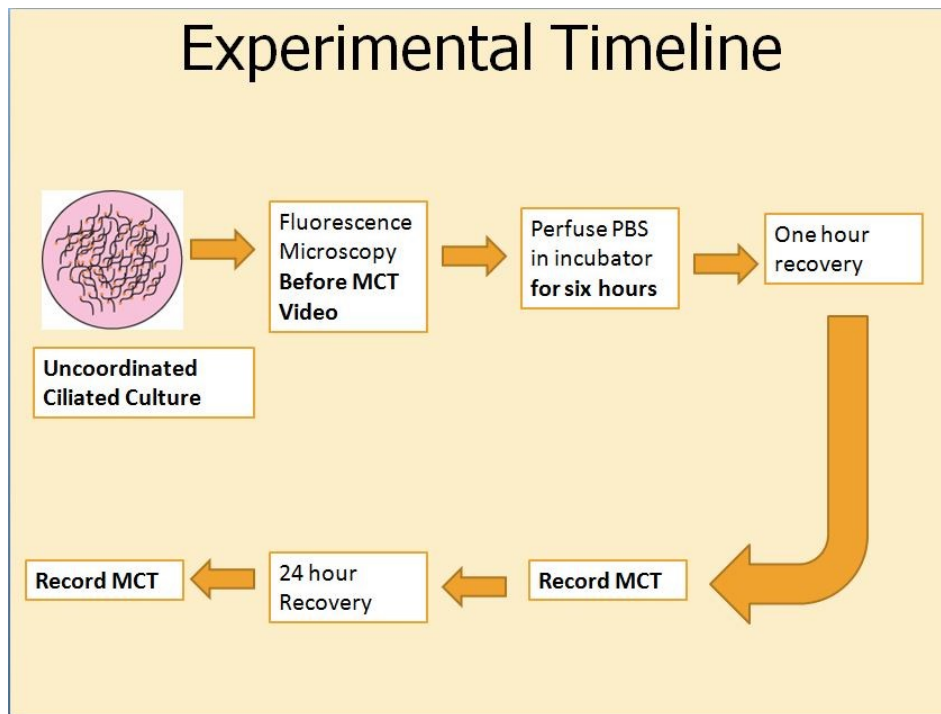 Experimental Timeline
Fluorescence
Microscopy
Before MCT
Video
Perfuse PBS
in incubator
for six hours
One hour
recovery
Uncoordinated
Ciliated Culture
Record MCT
24 hour
Recovery
Record MCT